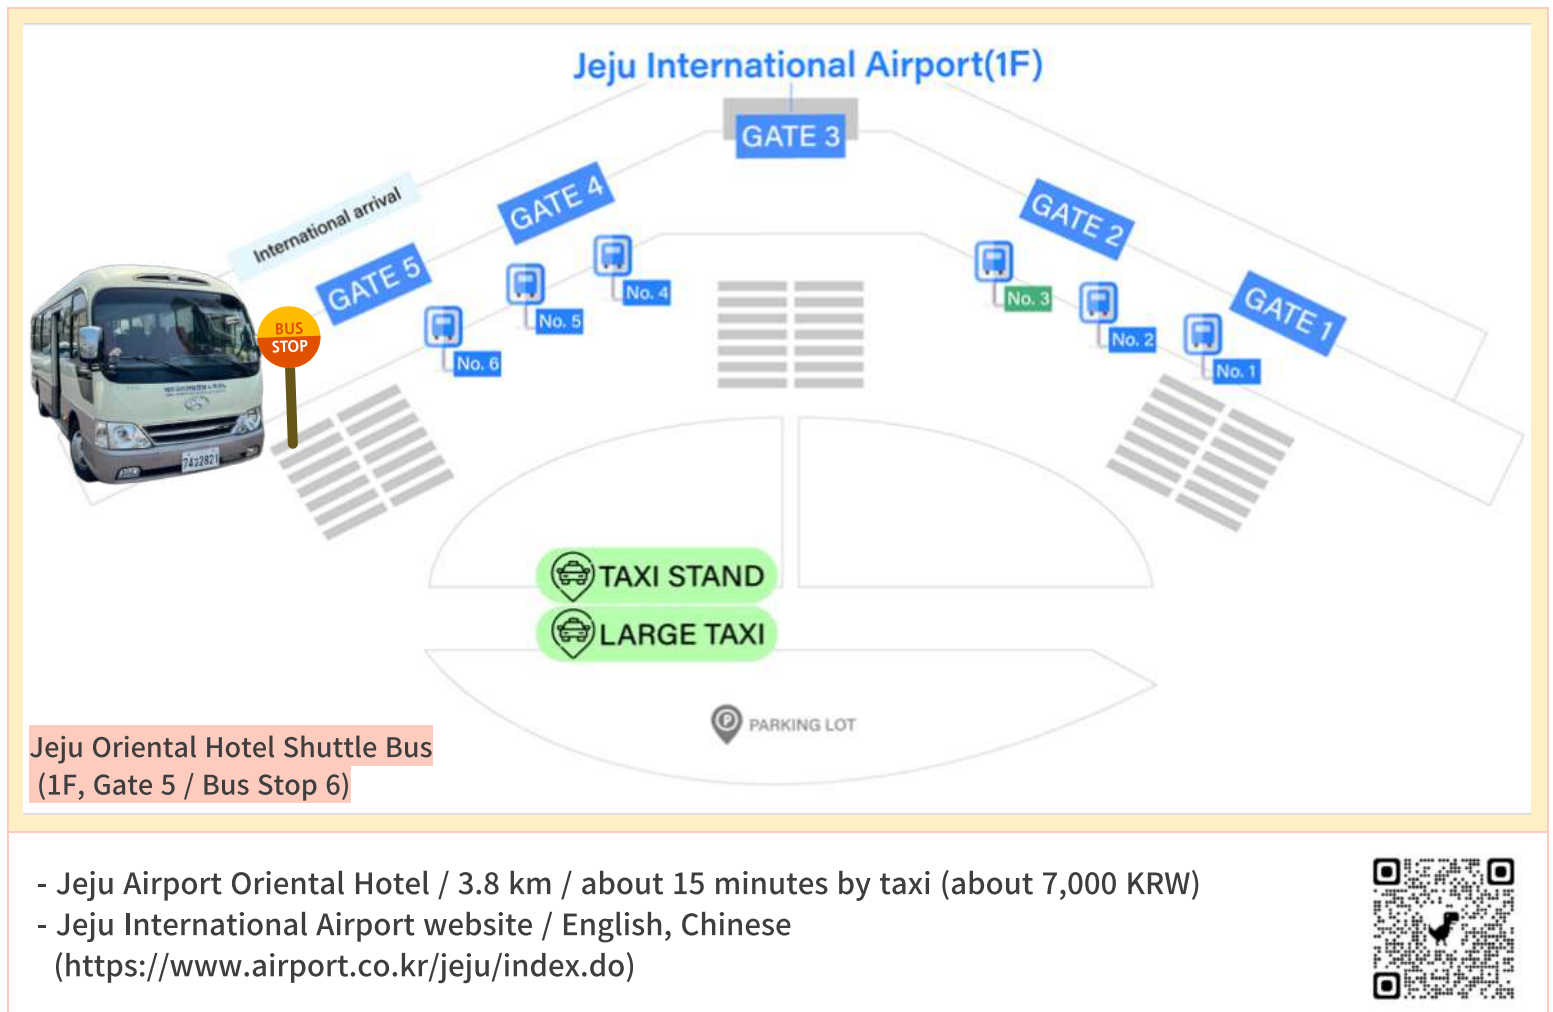 Jeju International Airport(1F)
GATE 3
International arrival
GATE 4
GATE 2
GATE 5
GATE 1
No. 4
No. 3
No. 5
No. 2
No. 6
No. 1
BUS
STOP
7422821
TAXI STAND
LARGE TAXI
P
PARKING LOT
Jeju Oriental Hotel Shuttle Bus
(1F, Gate 5 / Bus Stop 6)
- Jeju Airport Oriental Hotel / 3.8 km / about 15 minutes by taxi (about 7,000 KRW)
- Jeju International Airport website / English, Chinese
(https://www.airport.co.kr/jeju/index.do)